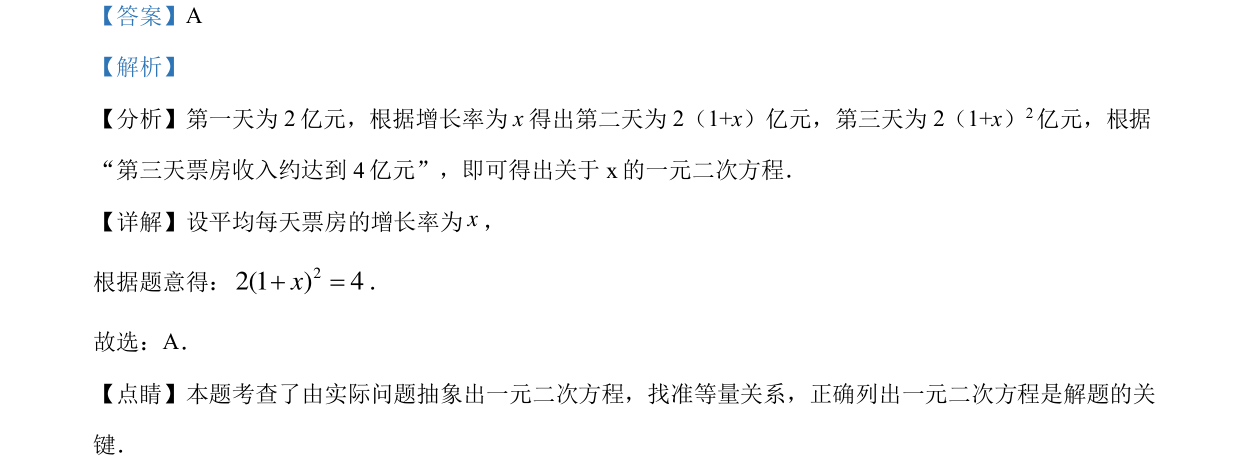 【答案】A
【解析】
【分析】第一天为 2 亿元，根据增长率为 x 得出第二天为 2（1+x）亿元，第三天为 2（1+x）²亿元，根据
“第三天票房收入约达到 4 亿元”，即可得出关于 x 的一元二次方程．
【详解】设平均每天票房的增长率为 x，
根据题意得：2(1+x)²=4．
故选：A．
【点睛】本题考查了由实际问题抽象出一元二次方程，找准等量关系，正确列出一元二次方程是解题的关
键．